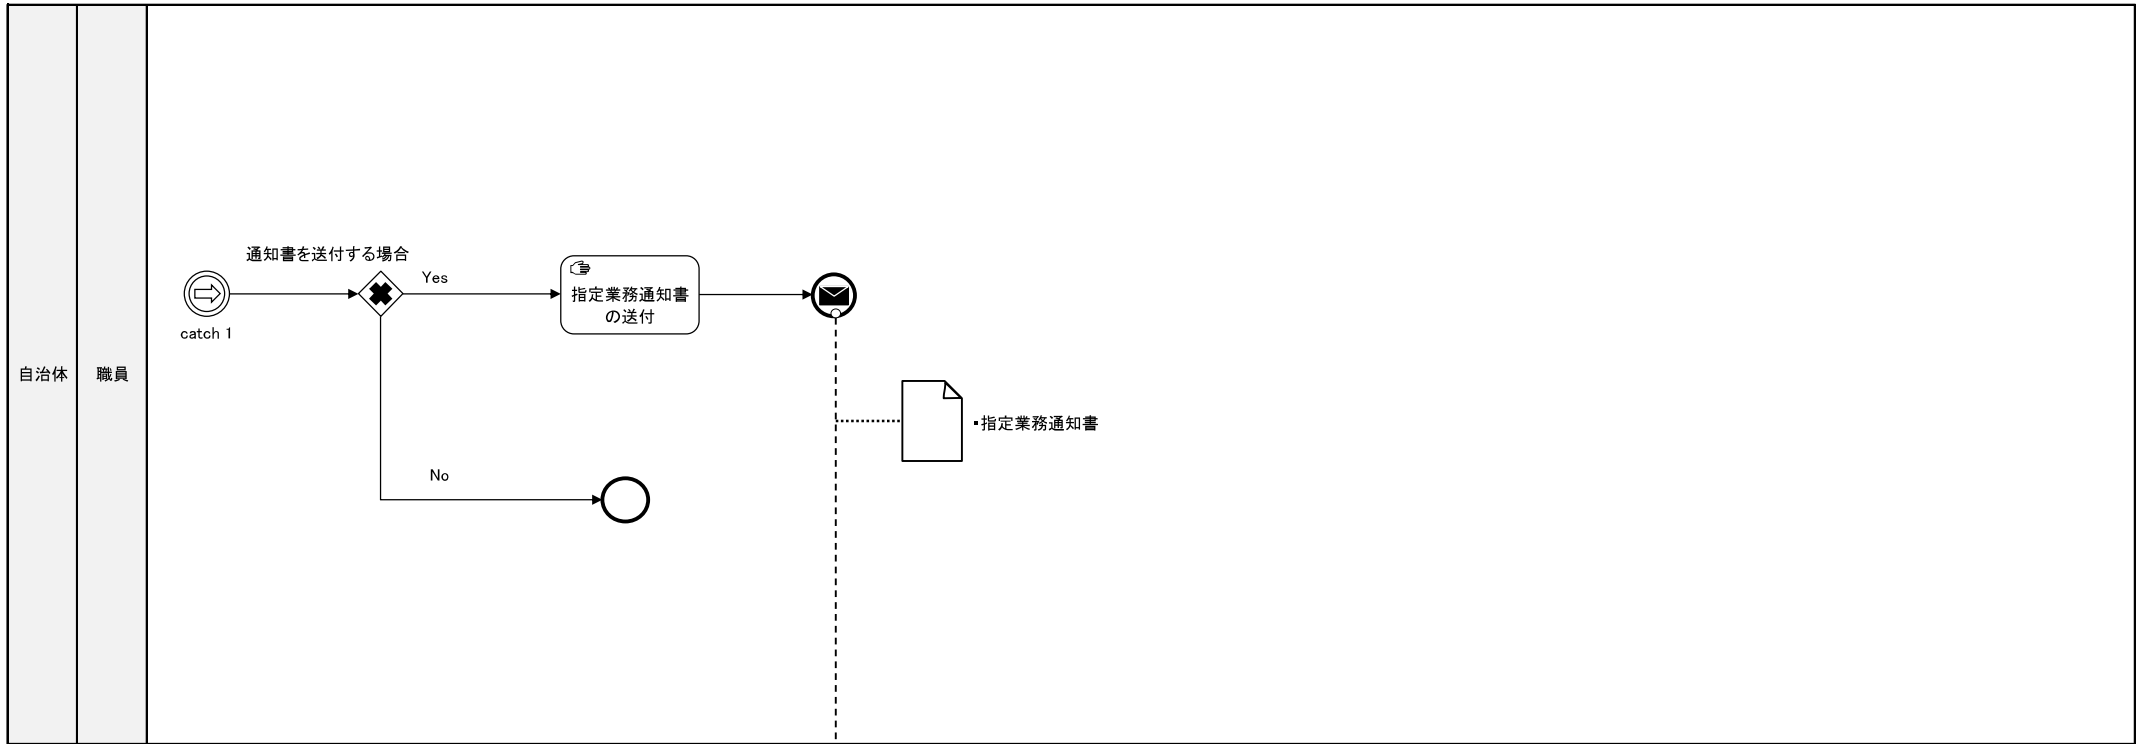 自治体
職員
通知書を送付する場合
catch 1
Yes
指定業務通知書
の送付
・指定業務通知書
No